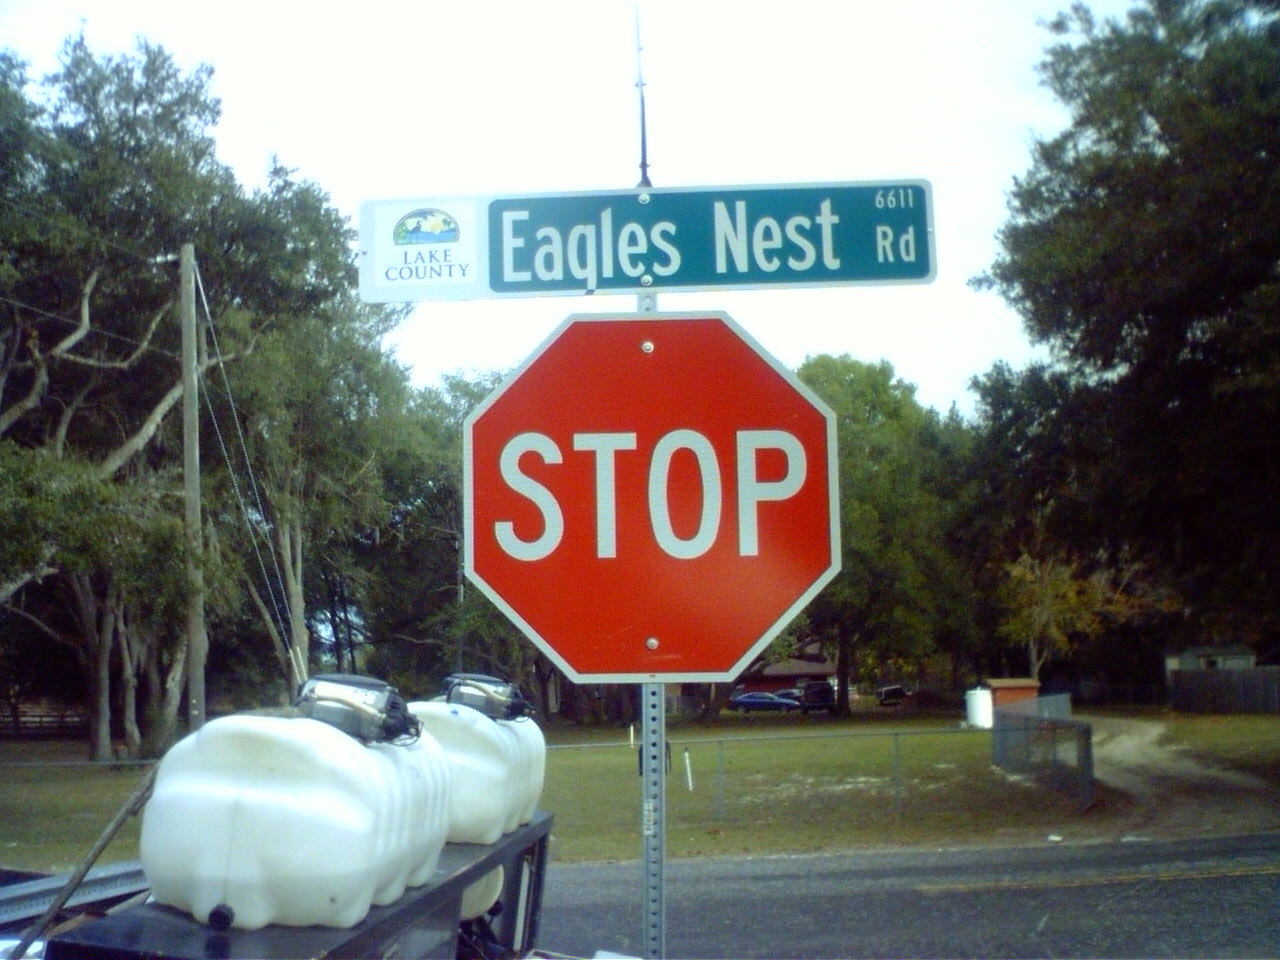 6611
LAKE
COUNTY
Eagles Nest Rd
STOP